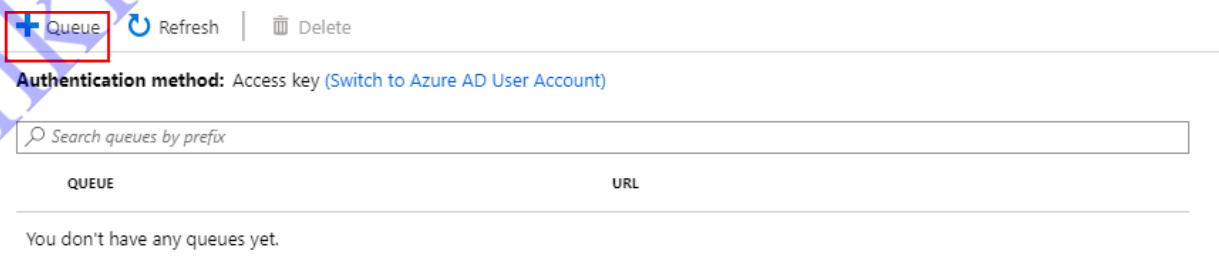 + Queue Refresh Delete
Authentication method: Access key (Switch to Azure AD User Account)
Search queues by prefix
QUEUE URL
You don't have any queues yet.